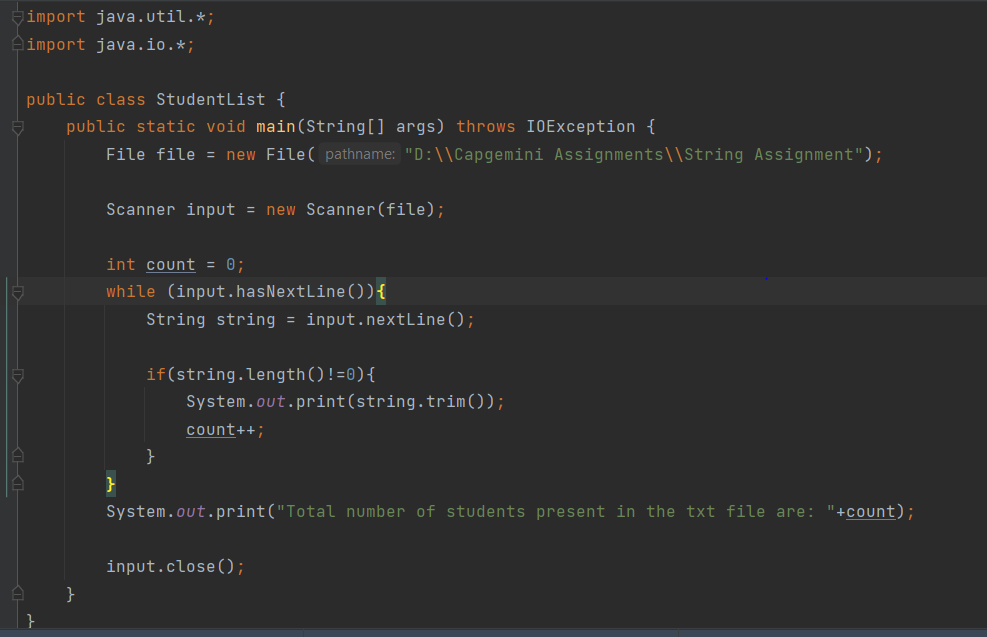 import java.util.*;
import java.io.*;
public class StudentList {
public static void main(String[] args) throws IOException {
File file = new File( pathname: "D:\\Capgemini Assignments\\String Assignment");
Scanner input = new Scanner(file);
int count = 0;
while (input.hasNextLine()){
String string = input.nextLine();
if(string.length()!=0){
System.out.print(string.trim());
count++;
}
}
System.out.print("Total number of students present in the txt file are: "+count);
input.close();
}
}